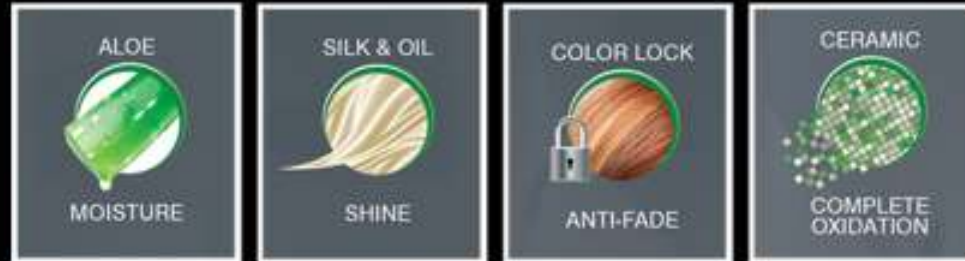 ALOE
MOISTURE
SILK & OIL
SHINE
COLOR LOCK
ANTI-FADE
CERAMIC
COMPLETE
OXIDATION